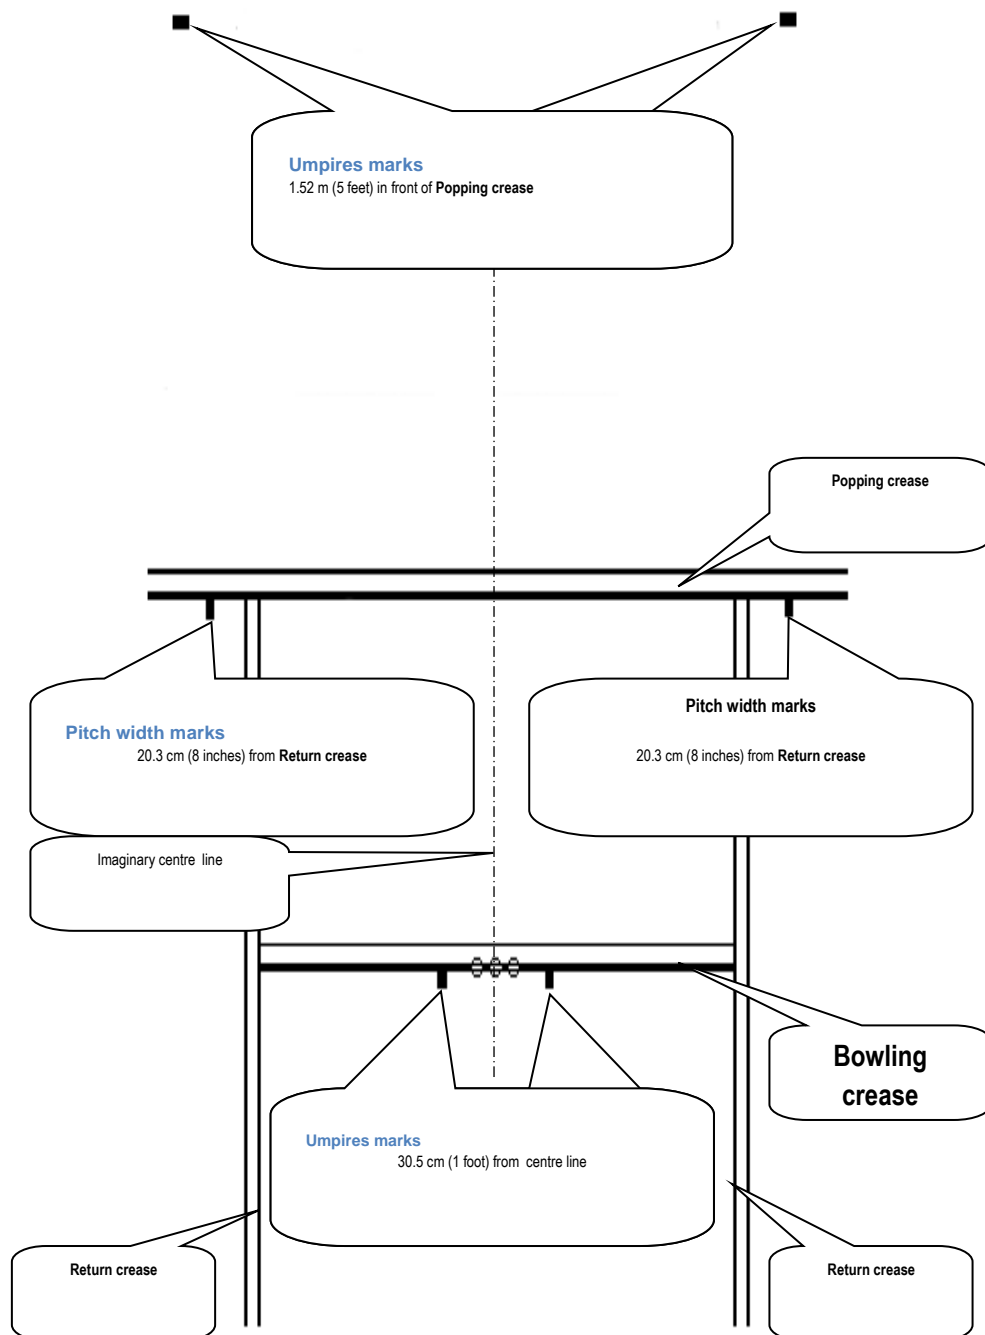 Umpires marks
1.52 m (5 feet) in front of Popping crease
Popping crease
Pitch width marks
20.3 cm (8 inches) from Return crease
Pitch width marks
20.3 cm (8 inches) from Return crease
Imaginary centre line
Bowling
crease
Umpires marks
30.5 cm (1 foot) from centre line
Return crease
Return crease